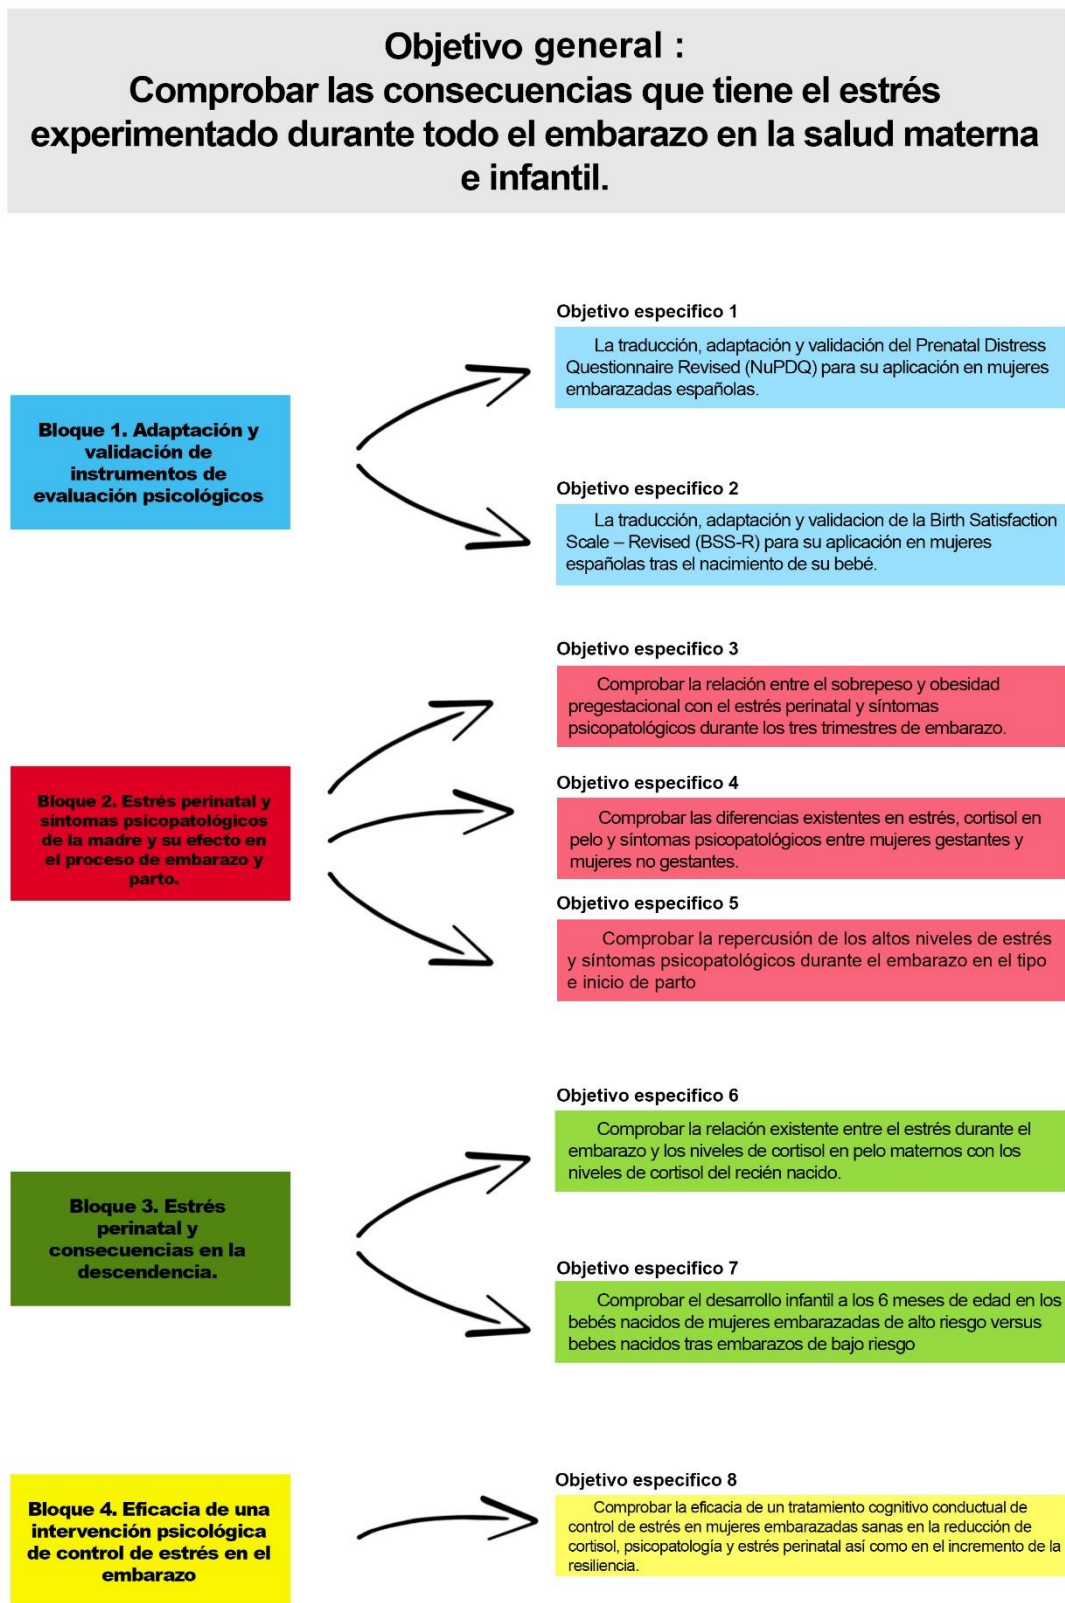 Objetivo general :
Comprobar las consecuencias que tiene el estrés
experimentado durante todo el embarazo en la salud materna
e infantil.
Bloque 1. Adaptación y
validación de
instrumentos de
evaluación psicológicos
Objetivo especifico 1
La traducción, adaptación y validación del Prenatal Distress
Questionnaire Revised (NuPDQ) para su aplicación en mujeres
embarazadas españolas.
Objetivo especifico 2
La traducción, adaptación y validacion de la Birth Satisfaction
Scale – Revised (BSS-R) para su aplicación en mujeres
españolas tras el nacimiento de su bebé.
Bloque 2. Estrés perinatal y
síntomas psicopatológicos
de la madre y su efecto en
el proceso de embarazo y
parto.
Objetivo especifico 3
Comprobar la relación entre el sobrepeso y obesidad
pregestacional con el estrés perinatal y síntomas
psicopatológicos durante los tres trimestres de embarazo.
Objetivo especifico 4
Comprobar las diferencias existentes en estrés, cortisol en
pelo y síntomas psicopatológicos entre mujeres gestantes y
mujeres no gestantes.
Objetivo especifico 5
Comprobar la repercusión de los altos niveles de estrés
y síntomas psicopatológicos durante el embarazo en el tipo
e inicio de parto
Bloque 3. Estrés
perinatal y
consecuencias en la
descendencia.
Objetivo especifico 6
Comprobar la relación existente entre el estrés durante el
embarazo y los niveles de cortisol en pelo maternos con los
niveles de cortisol del recién nacido.
Objetivo especifico 7
Comprobar el desarrollo infantil a los 6 meses de edad en los
bebés nacidos de mujeres embarazadas de alto riesgo versus
bebes nacidos tras embarazos de bajo riesgo
Bloque 4. Eficacia de una
intervención psicológica
de control de estrés en el
embarazo
Objetivo especifico 8
Comprobar la eficacia de un tratamiento cognitivo conductual de
control de estrés en mujeres embarazadas sanas en la reducción de
cortisol, psicopatología y estrés perinatal así como en el incremento de la
resiliencia.